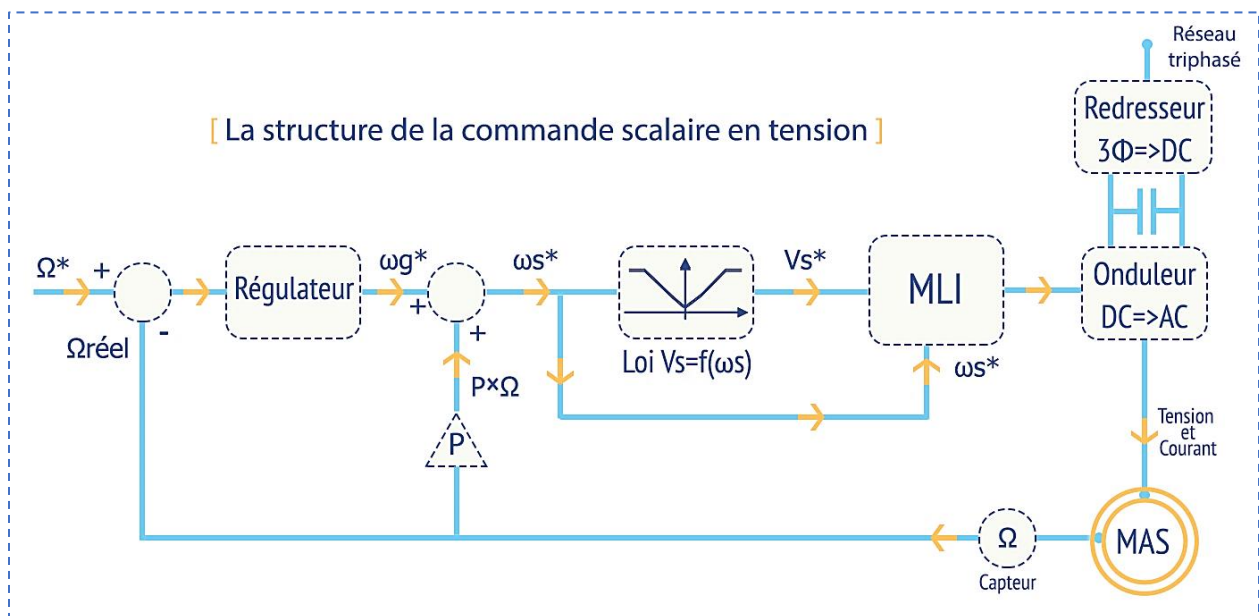 Réseau
triphasé
Redresseur
3Φ=>DC
[ La structure de la commande scalaire en tension ]
Ω*
+
-
Ωréel
Régulateur
ωg*
+
+
P×Ω
P
ωs*
Loi Vs=f(ωs)
Vs*
MLI
ωs*
Onduleur
DC=>AC
Tension
et
Courant
MAS
Ω
Capteur